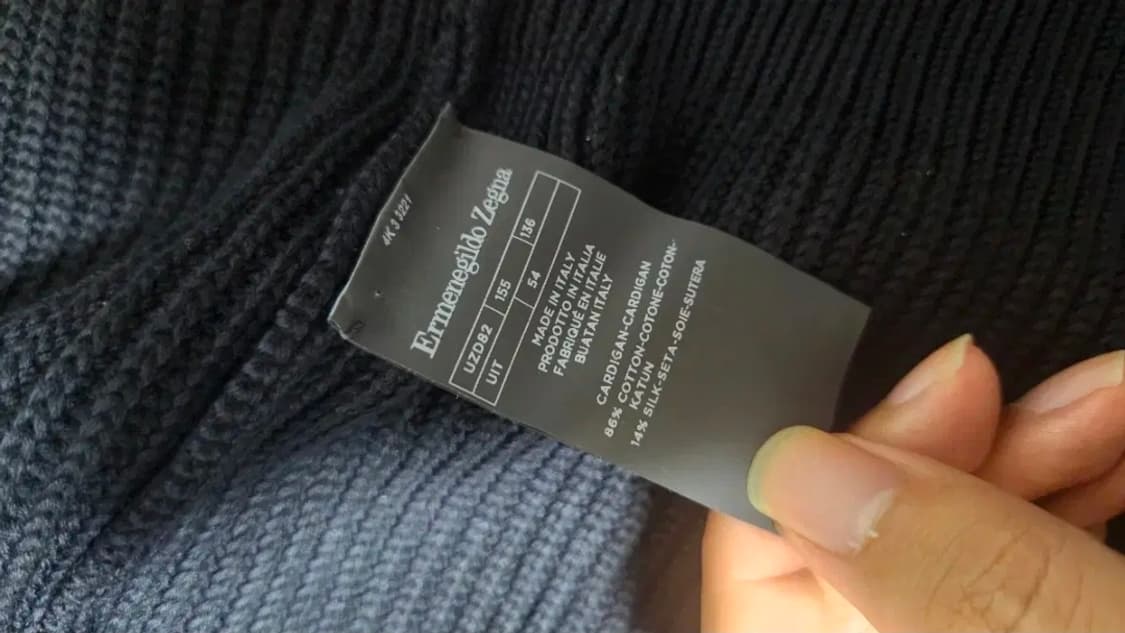 4K 3 3221
Ermenegildo Zegna
UZD82 155 136
UIT 54
MADE IN ITALY
PRODOTTO IN ITALIA
FABRIQUÉ EN ITALIE
BUATAN ITALY
CARDIGAN-CARDIGAN
86% COTTON-COTONE-COTON-
KATUN
14% SILK-SETA-SOIE-SUTERA